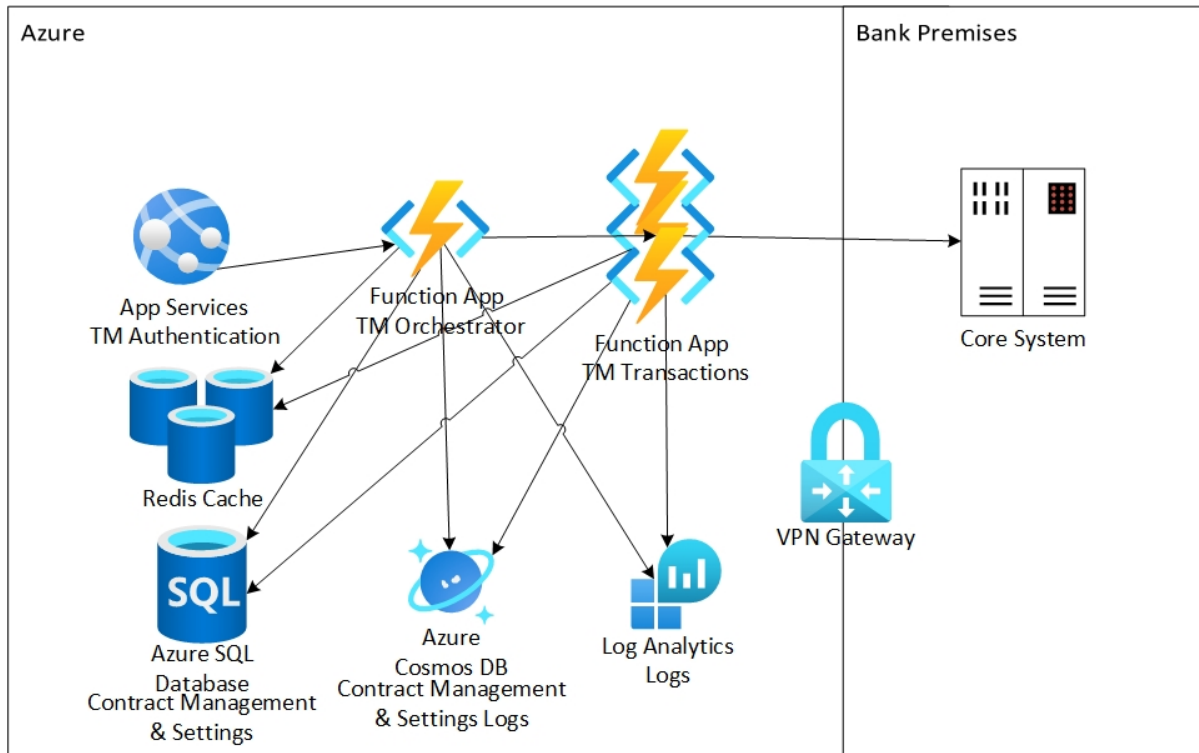 Azure
Bank Premises
App Services
TM Authentication
Function App
TM Orchestrator
Function App
TM Transactions
Core System
Redis Cache
VPN Gateway
SQL
Azure SQL
Database
Contract Management
& Settings
Azure
Cosmos DB
Contract Management
& Settings Logs
Log Analytics
Logs